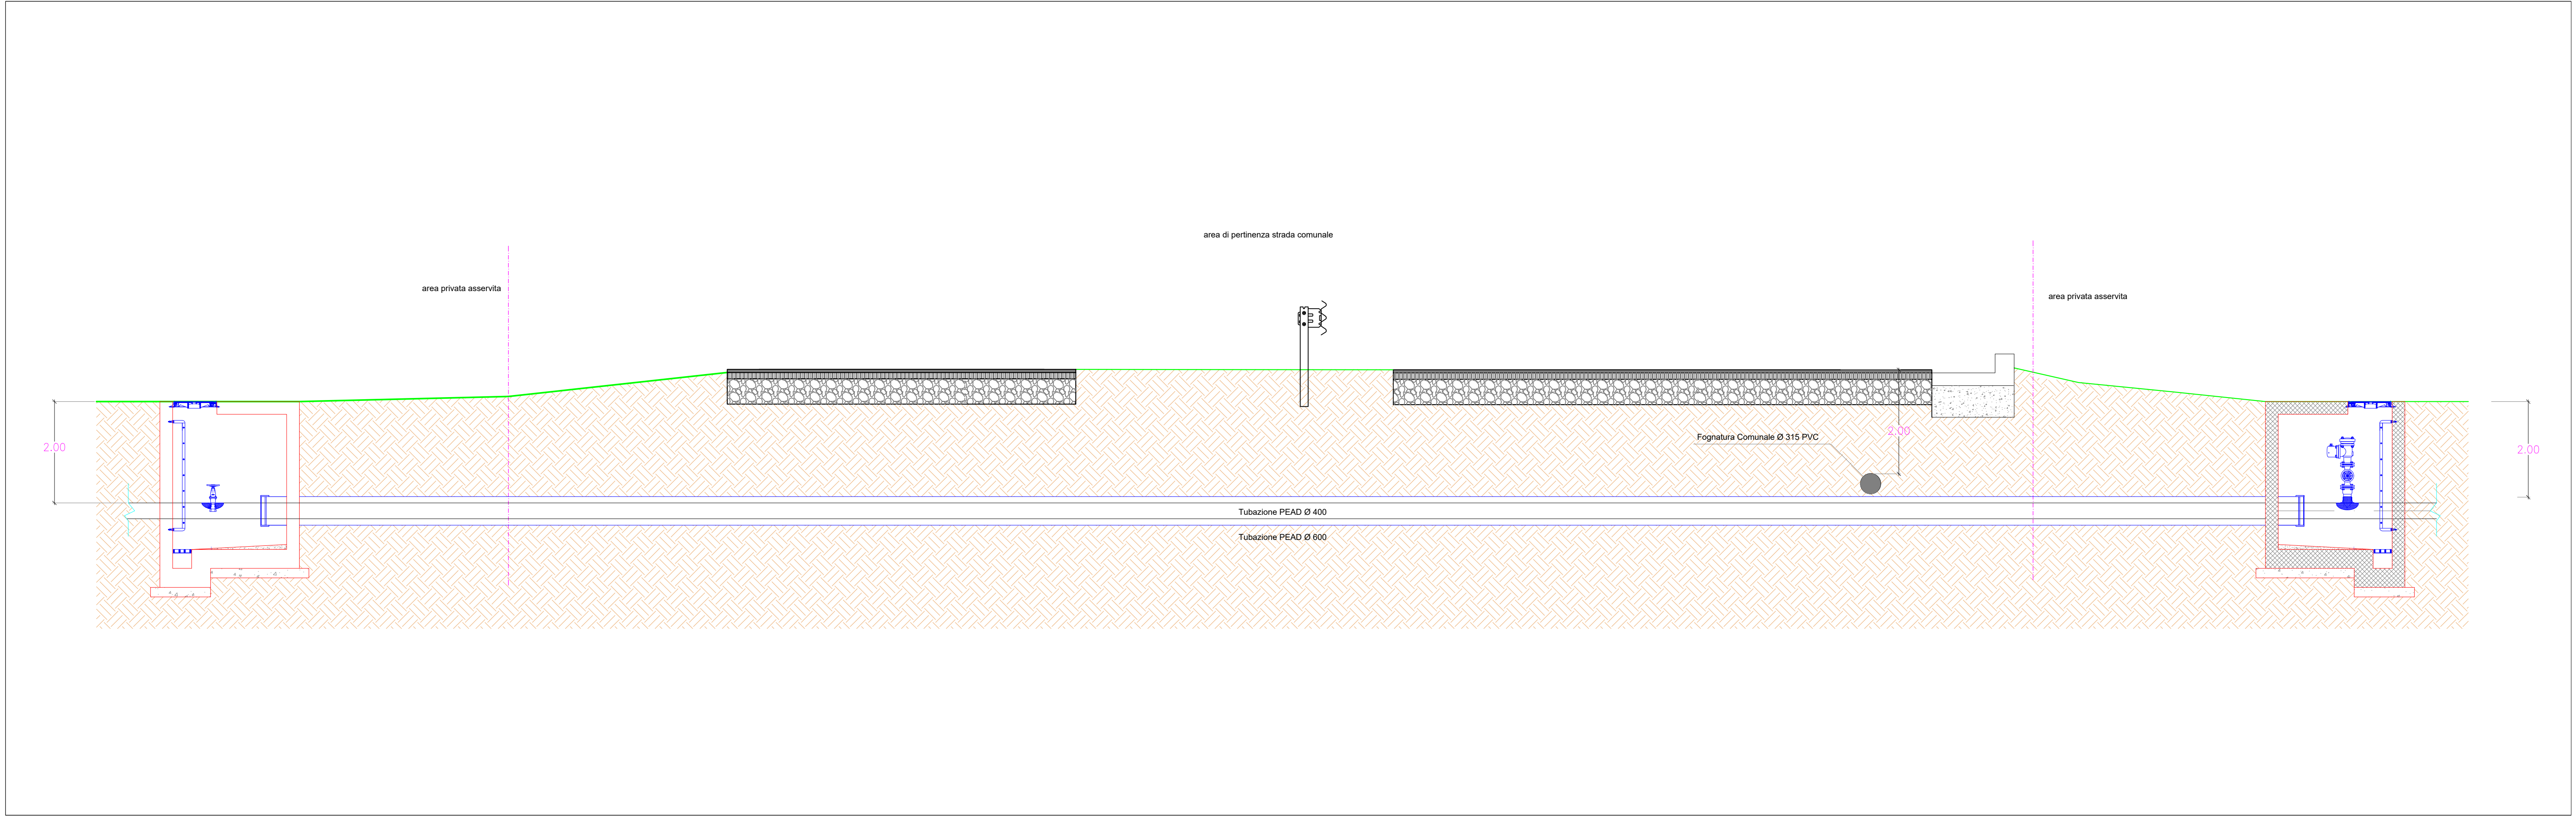 area di pertinenza strada comunale
area privata asservita
area privata asservita
2.00
Fognatura Comunale Ø 315 PVC
2.00
2.00
Tubazione PEAD Ø 400
Tubazione PEAD Ø 600